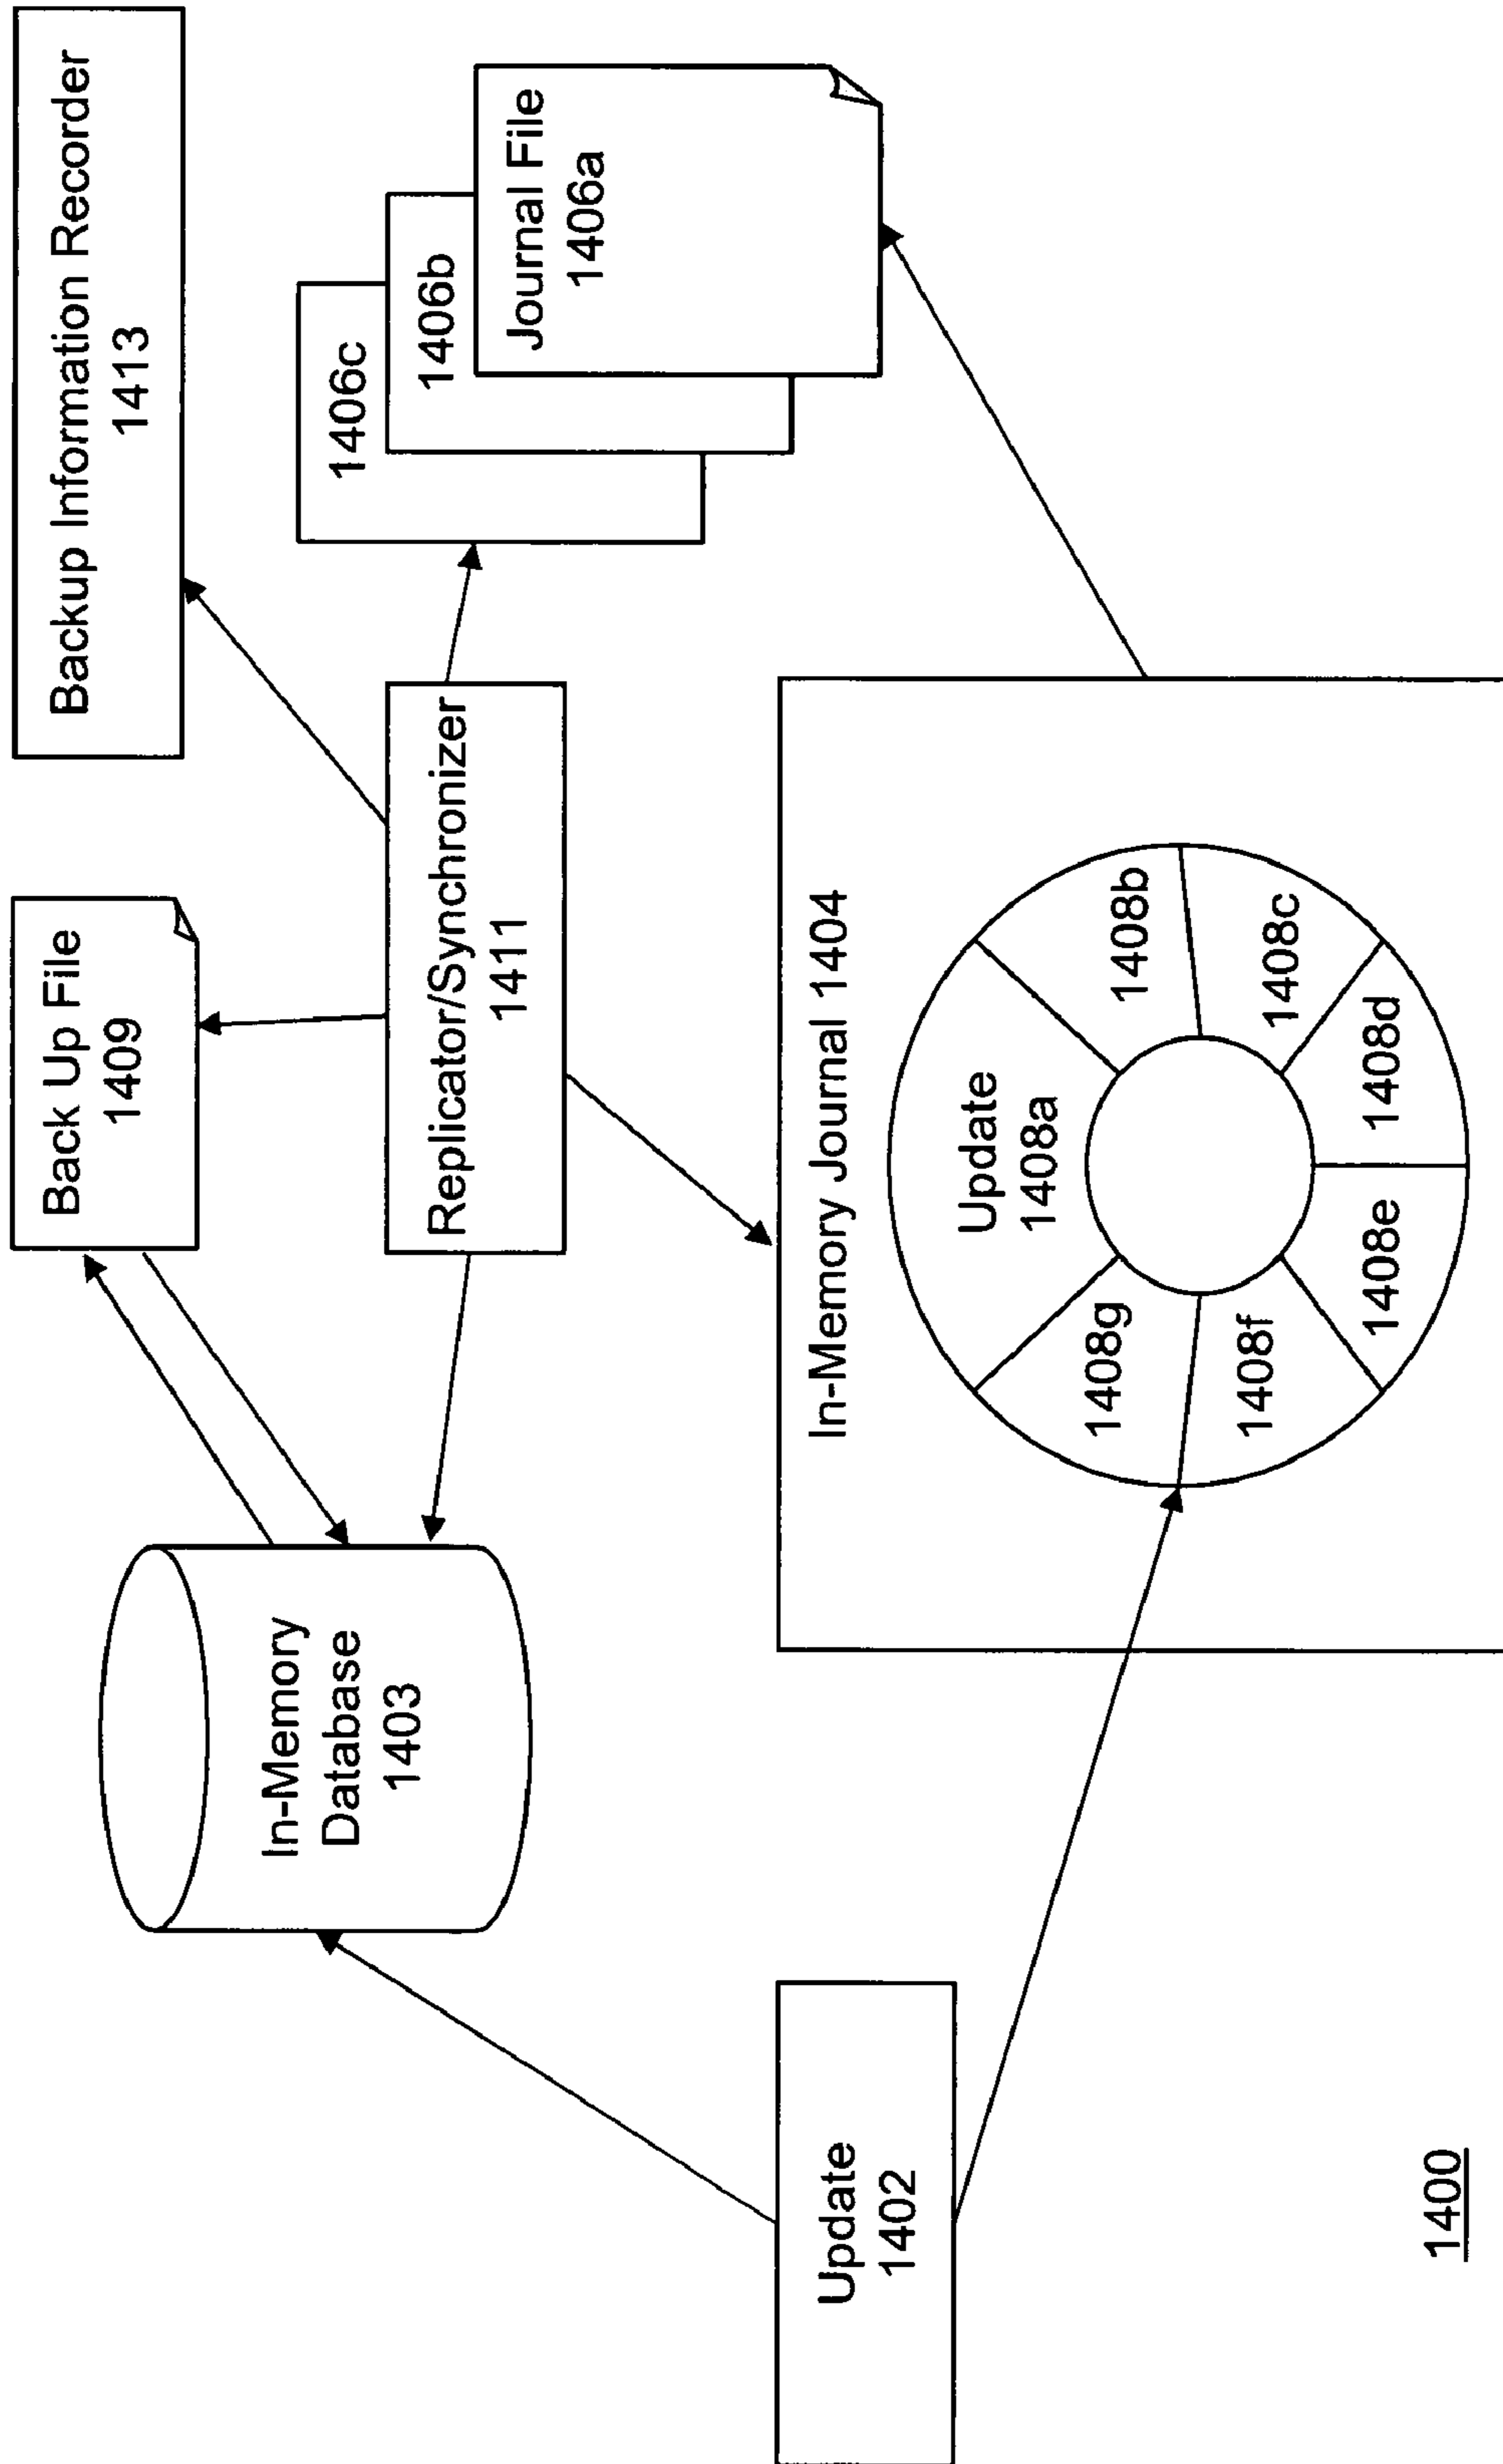 Back Up File
1409
Backup Information Recorder
1413
In-Memory
Database
1403
Replicator/Synchronizer
1411
1406c
1406b
Journal File
1406a
Update
1402
In-Memory Journal 1404
Update
1408a
1408b
1408c
1408d
1408e
1408f
1408g
1400